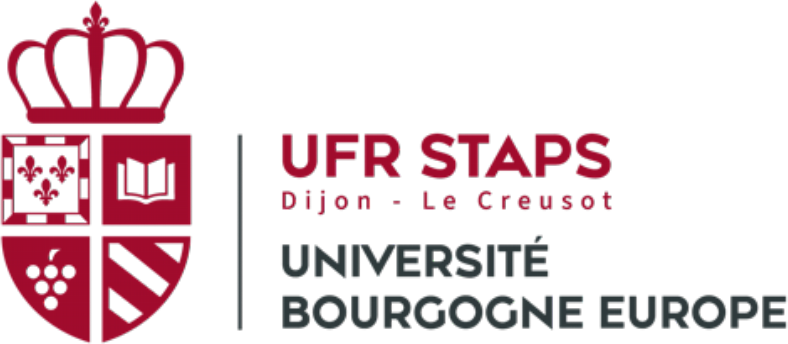 UFR STAPS
Dijon - Le Creusot
UNIVERSITÉ
BOURGOGNE EUROPE